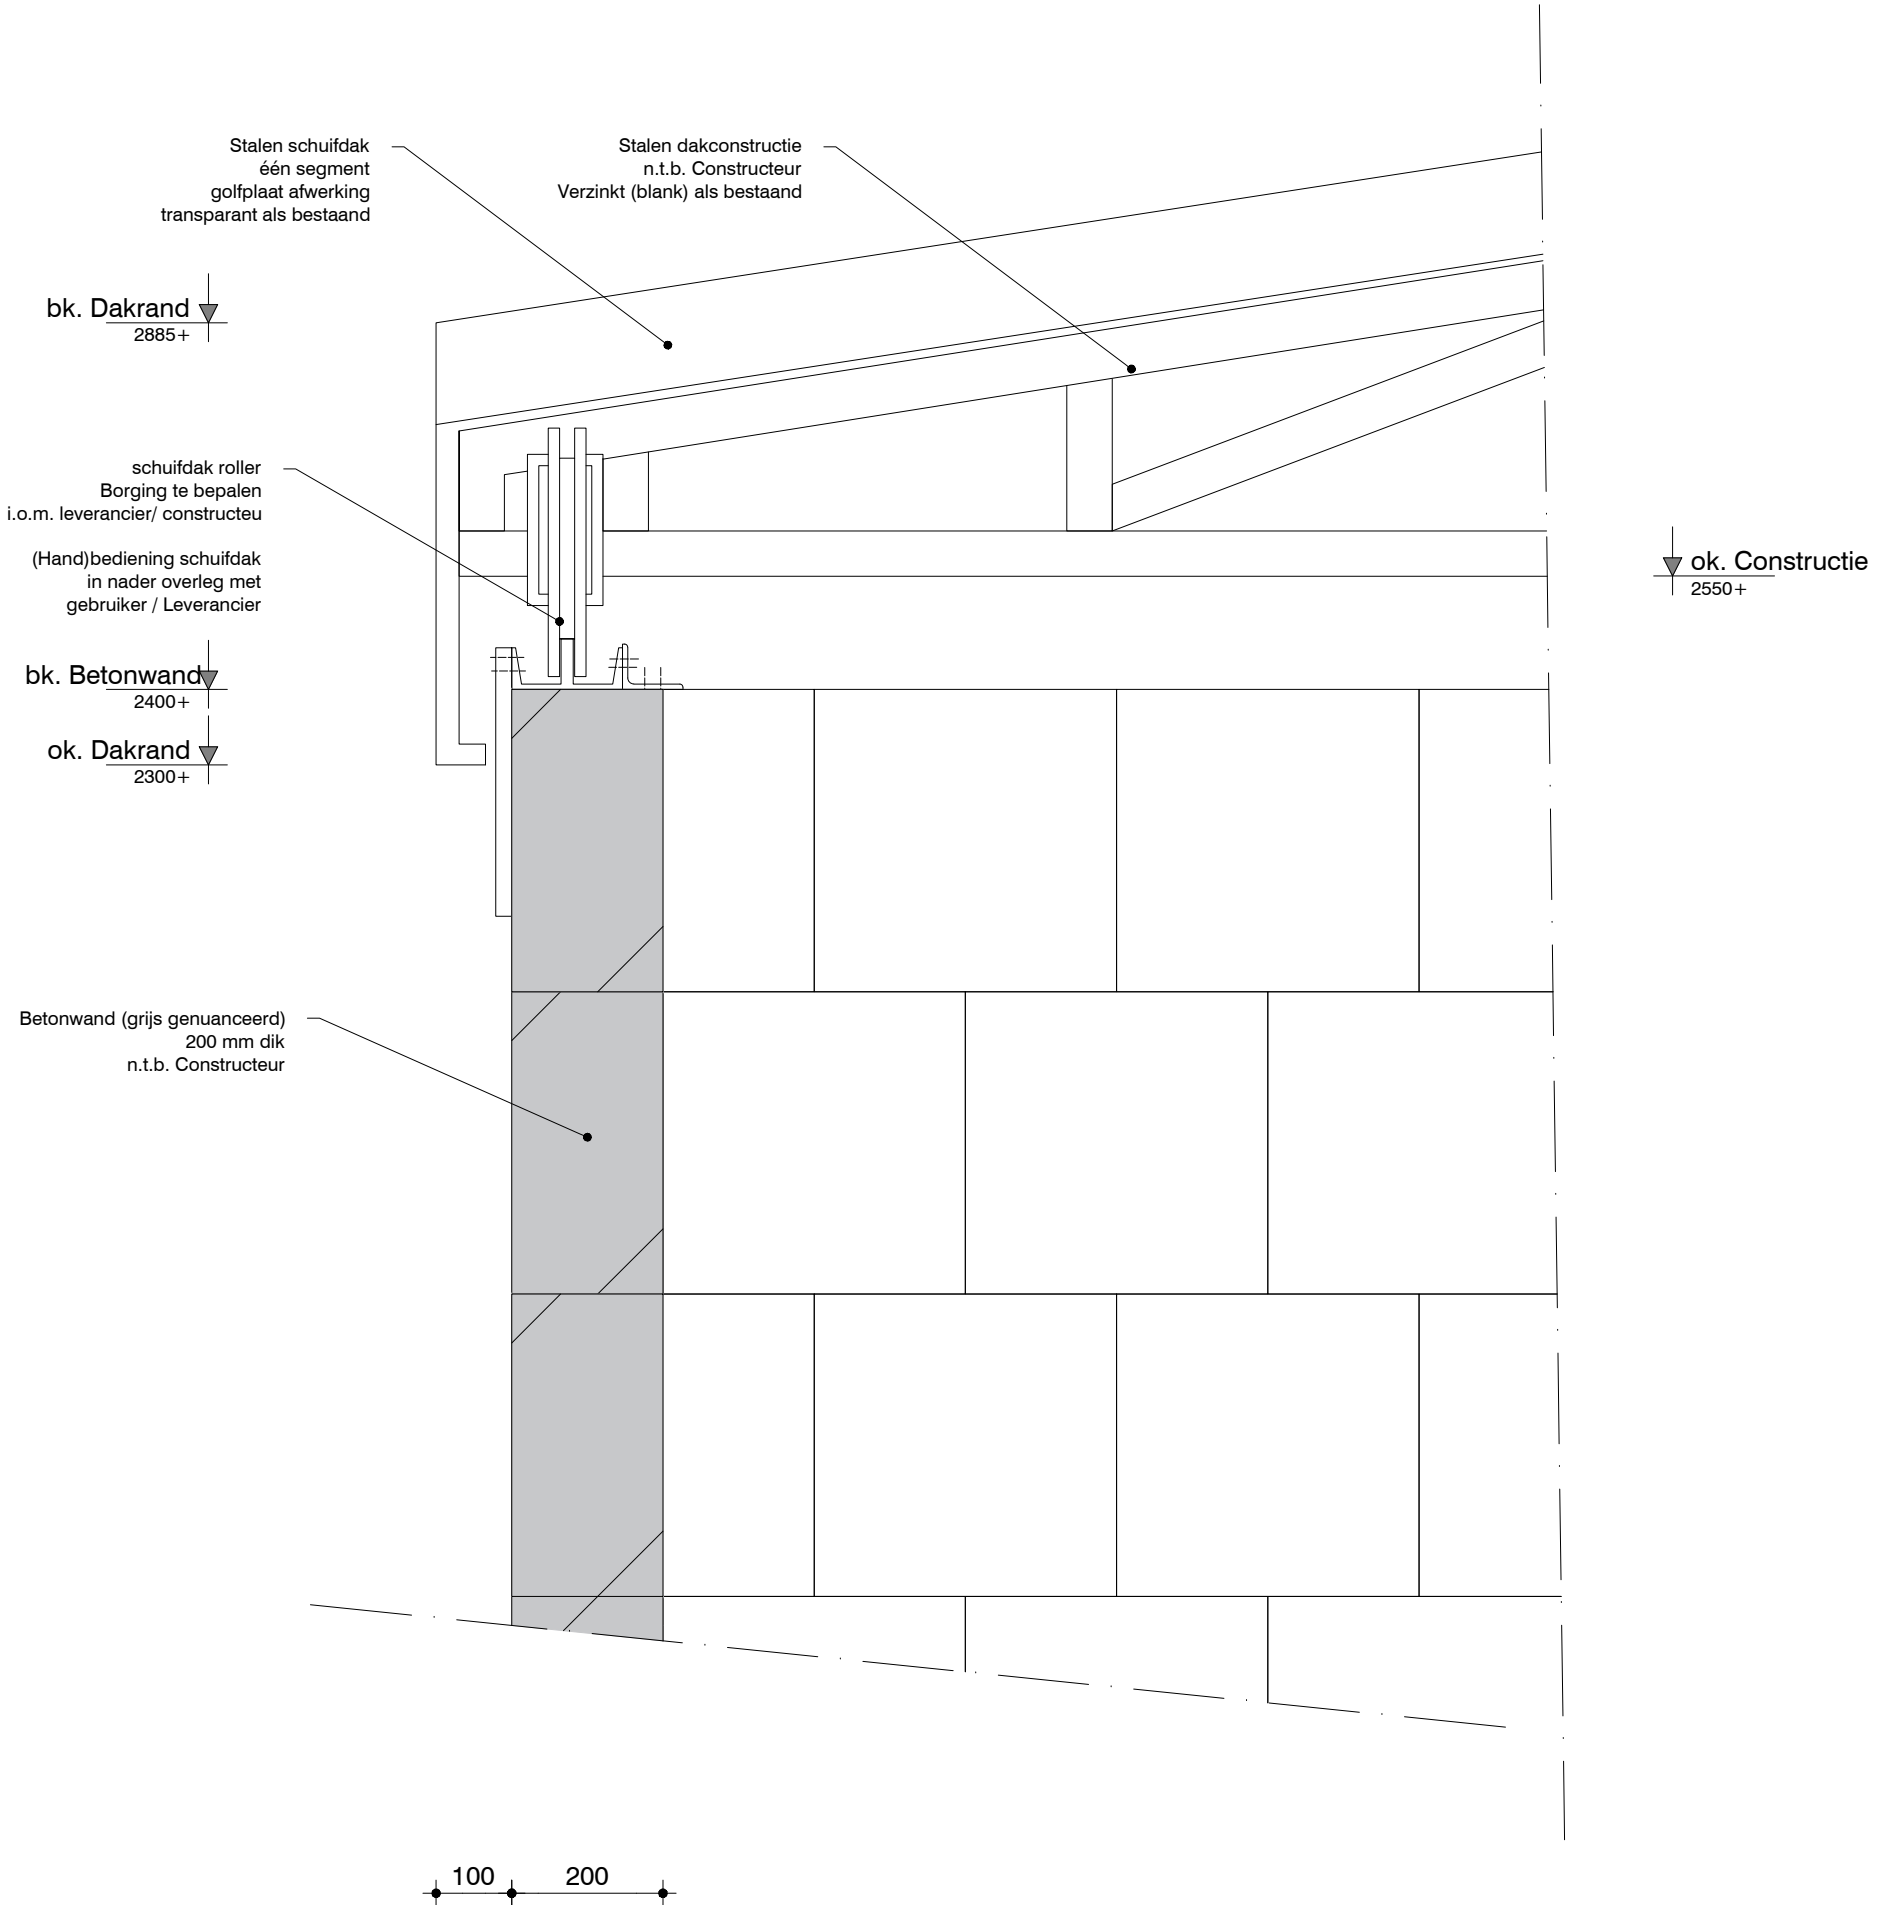 Stalen schuifdak
één segment
golfplaat afwerking
transparant als bestaand
Stalen dakconstructie
n.t.b. Constructeur
Verzinkt (blank) als bestaand
bk. Dakrand
2885+
schuifdak roller
Borging te bepalen
i.o.m. leverancier/ constructeu
(Hand)bediening schuifdak
in nader overleg met
gebruiker / Leverancier
ok. Constructie
2550+
bk. Betonwand
2400+
ok. Dakrand
2300+
Betonwand (grijs genuanceerd)
200 mm dik
n.t.b. Constructeur
100
200